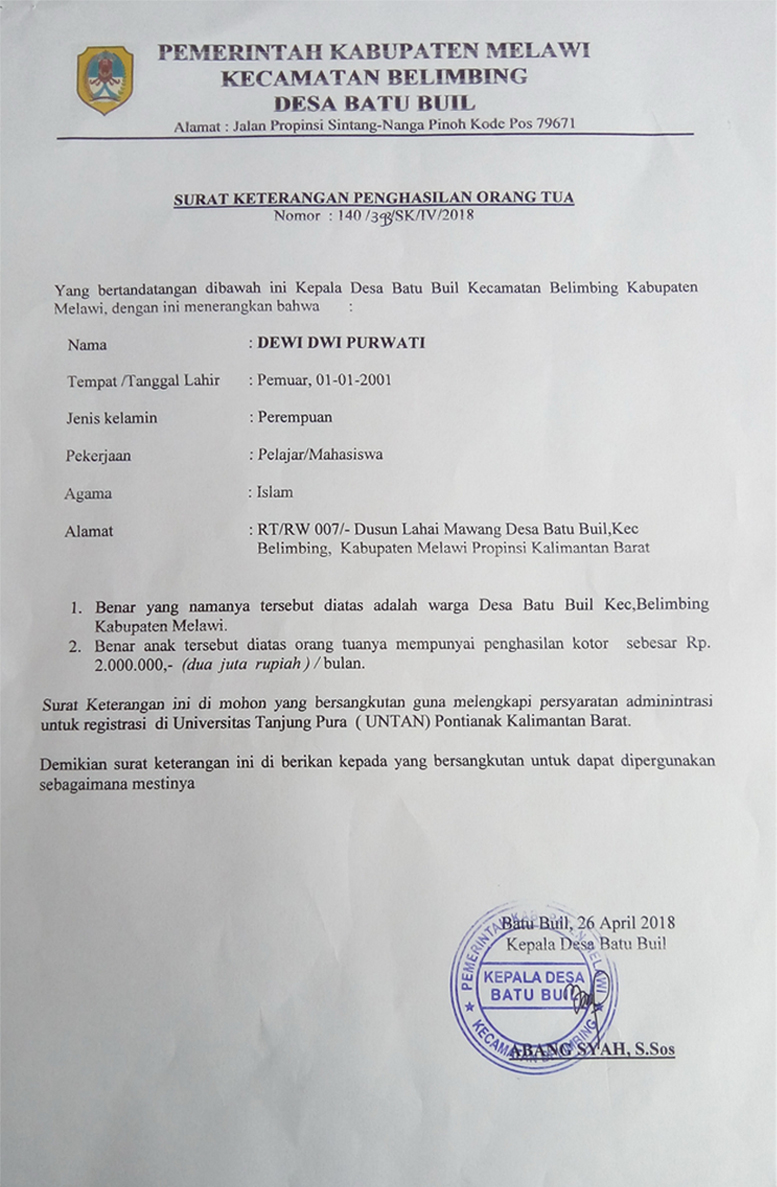 PEMERINTAH KABUPATEN MELAWI
KECAMATAN BELIMBING
DESA BATU BUIL
Alamat : Jalan Propinsi Sintang-Nanga Pinoh Kode Pos 79671
SURAT KETERANGAN PENGHASILAN ORANG TUA
Nomor : 140 /398/SK/IV/2018
Yang bertandatangan dibawah ini Kepala Desa Batu Buil Kecamatan Belimbing Kabupaten
Melawi, dengan ini menerangkan bahwa :
Nama : DEWI DWI PURWATI
Tempat /Tanggal Lahir : Pemuar, 01-01-2001
Jenis kelamin : Perempuan
Pekerjaan : Pelajar/Mahasiswa
Agama : Islam
Alamat : RT/RW 007/- Dusun Lahai Mawang Desa Batu Buil,Kec
Belimbing, Kabupaten Melawi Propinsi Kalimantan Barat
1. Benar yang namanya tersebut diatas adalah warga Desa Batu Buil Kec,Belimbing
Kabupaten Melawi.
2. Benar anak tersebut diatas orang tuanya mempunyai penghasilan kotor sebesar Rp.
2.000.000,- (dua juta rupiah ) / bulan.
Surat Keterangan ini di mohon yang bersangkutan guna melengkapi persyaratan adminintrasi
untuk registrasi di Universitas Tanjung Pura ( UNTAN) Pontianak Kalimantan Barat.
Demikian surat keterangan ini di berikan kepada yang bersangkutan untuk dapat dipergunakan
sebagaimana mestinya
Batu Buil, 26 April 2018
Kepala Desa Batu Buil
PEMERINTAH KAB<span></span>UPATEN MELAWI
KEPALA DESA
BATU BUIL
KECAMATAN BELIMBING
ABANG SYAH, S.Sos